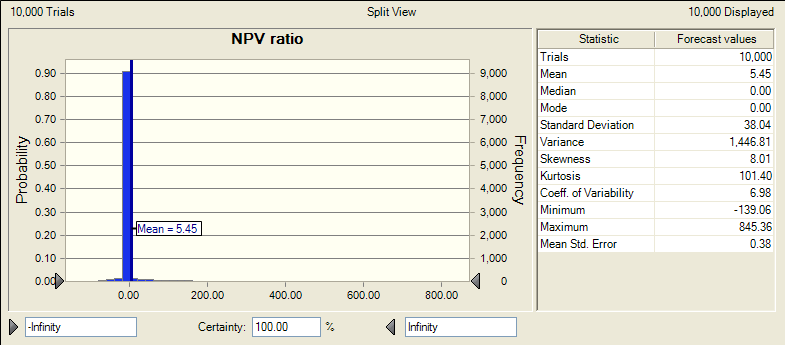 10,000 Trials Split View 10,000 Displayed
NPV ratio
Probability
0.90
0.80
0.70
0.60
0.50
0.40
0.30
0.20
0.10
0.00
Mean = 5.45
0.00 200.00 400.00 600.00 800.00
9,000
8,000
7,000
6,000
5,000
4,000
3,000
2,000
1,000
0
Frequency
Statistic Forecast values
Trials 10,000
Mean 5.45
Median 0.00
Mode 0.00
Standard Deviation 38.04
Variance 1,446.81
Skewness 8.01
Kurtosis 101.40
Coeff. of Variability 6.98
Minimum -139.06
Maximum 845.36
Mean Std. Error 0.38
-Infinity Certainty: 100.00 % Infinity